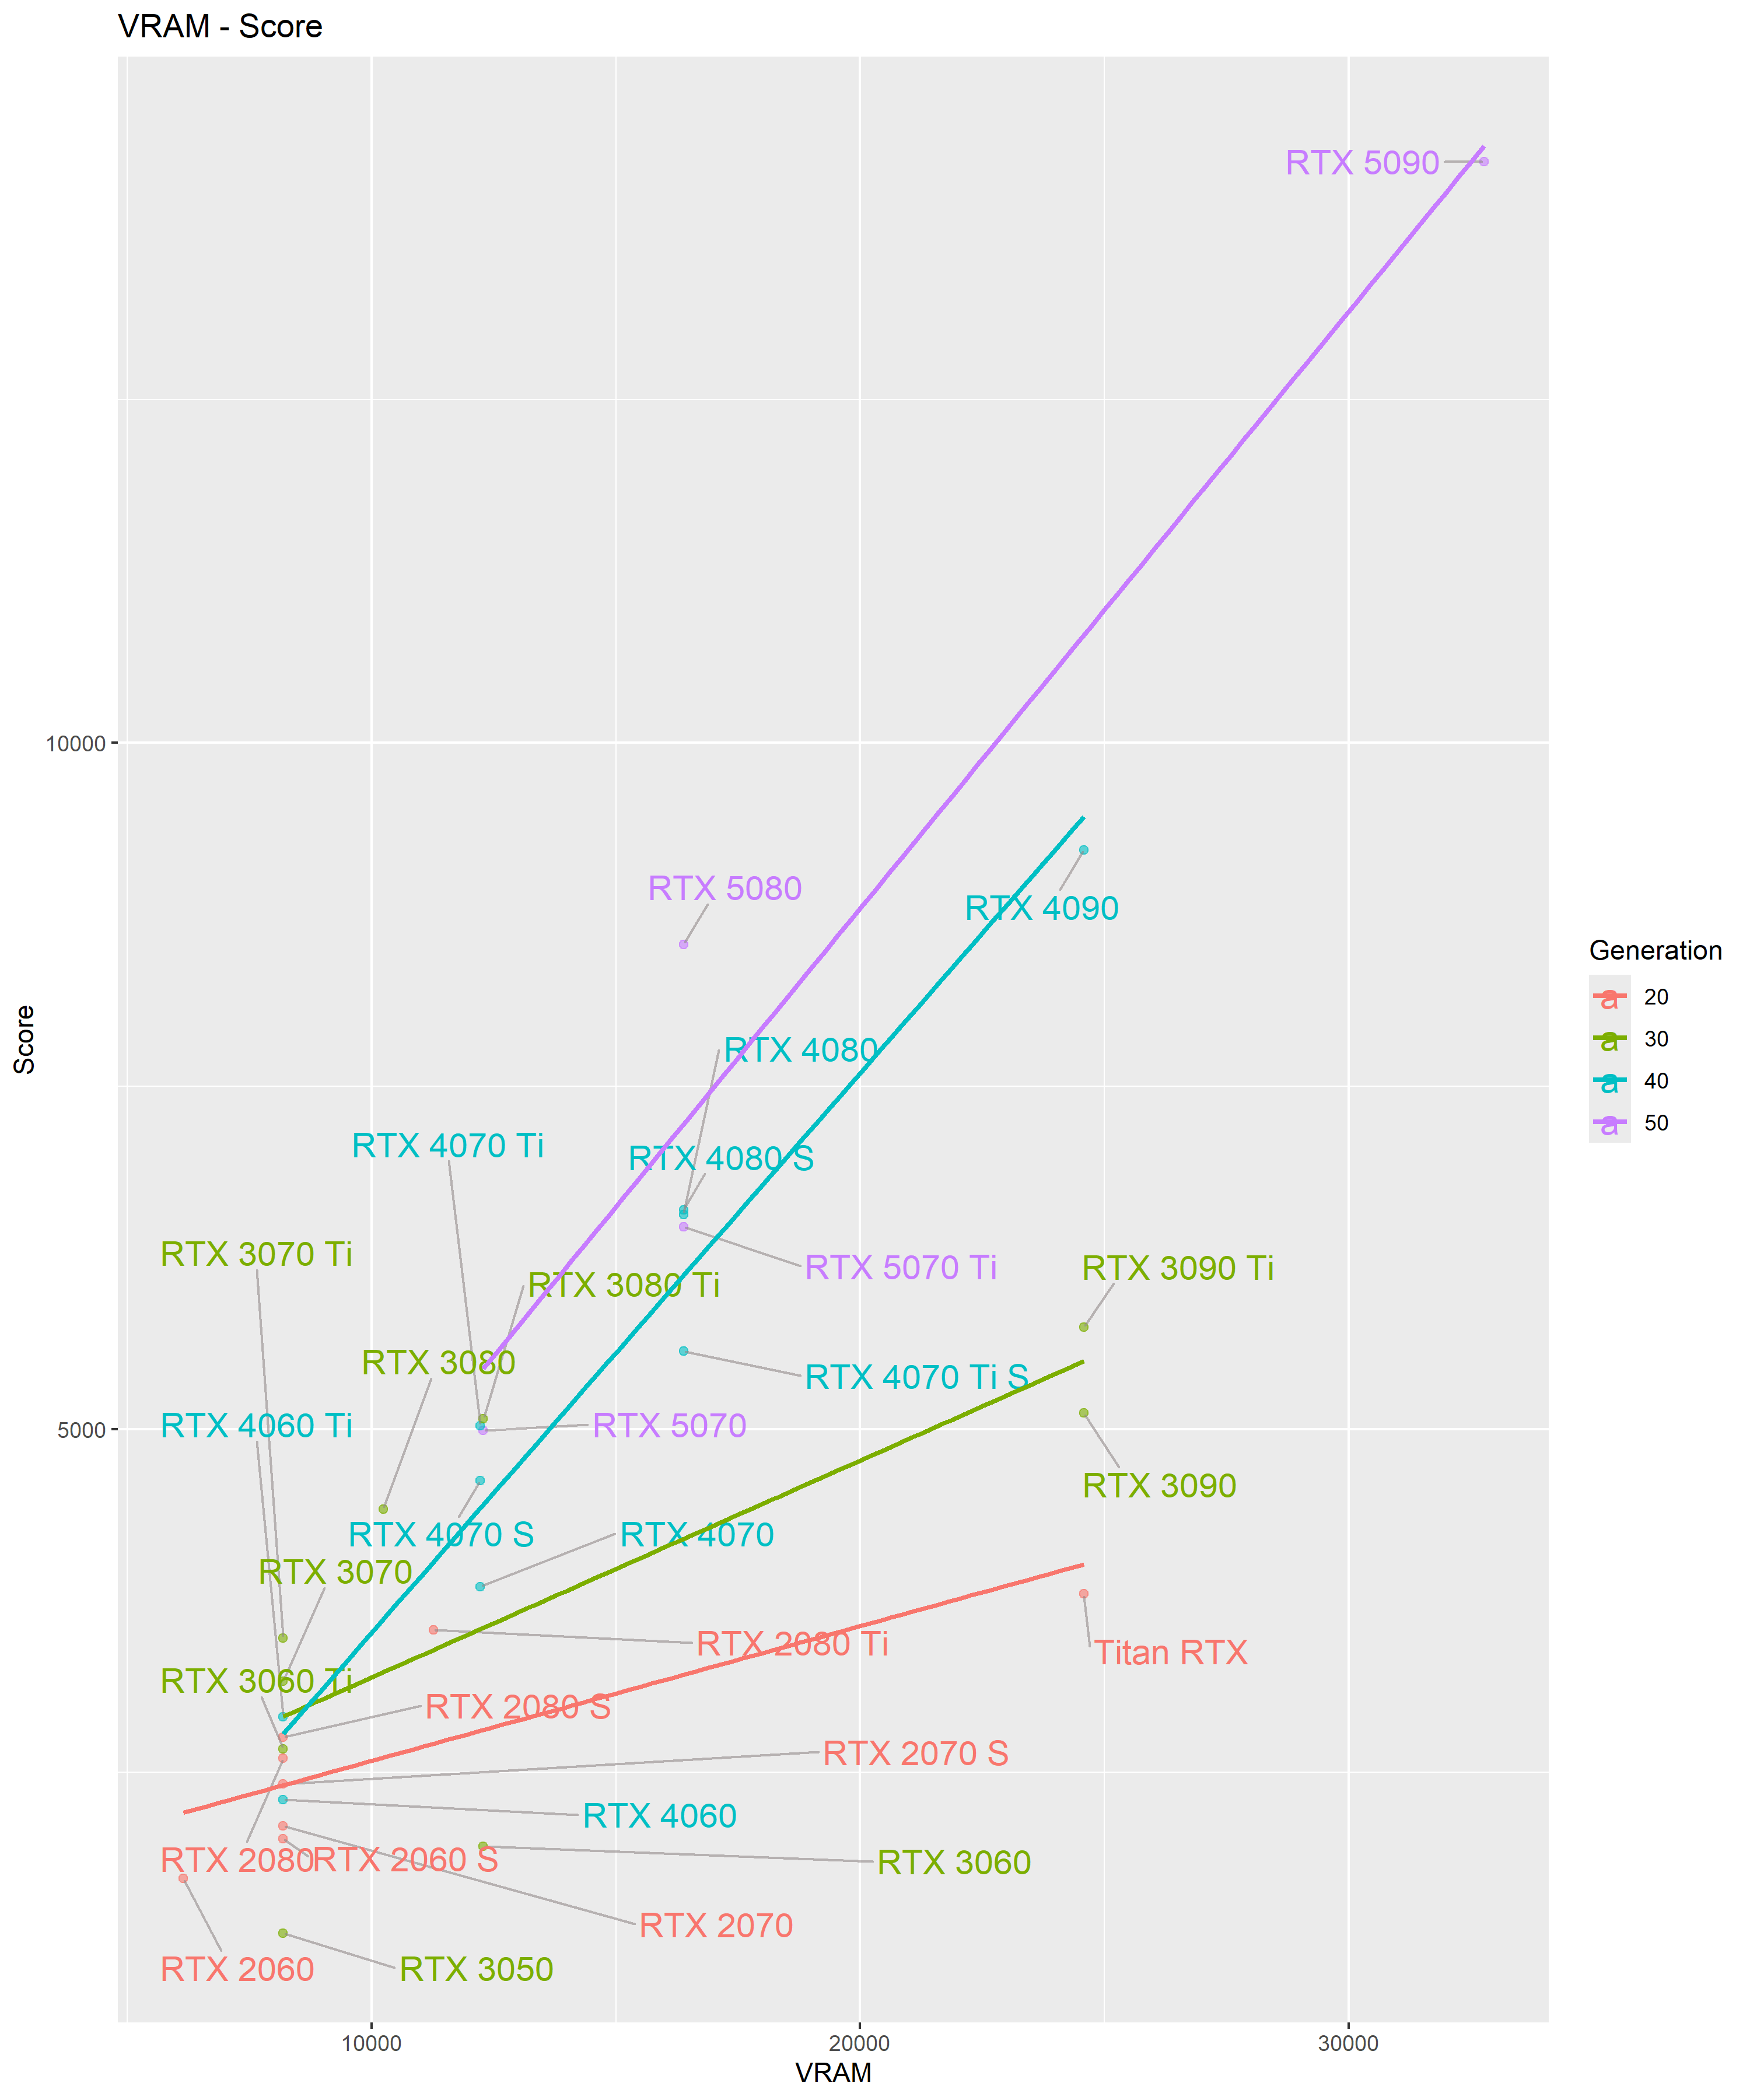 VRAM - Score
RTX 5090
10000
RTX 5080
RTX 4090
Generation
a 20
a 30
a 40
a 50
Score
RTX 4080
RTX 4070 Ti
RTX 4080 S
RTX 3070 Ti
RTX 5070 Ti
RTX 3090 Ti
RTX 3080 Ti
RTX 3080
RTX 4070 Ti S
5000
RTX 4060 Ti
RTX 5070
RTX 3090
RTX 4070 S
RTX 4070
RTX 3070
RTX 2080 Ti
Titan RTX
RTX 3060 Ti
RTX 2080 S
RTX 2070 S
RTX 4060
RTX 2080
RTX 2060 S
RTX 3060
RTX 2070
RTX 2060
RTX 3050
10000
20000
30000
VRAM